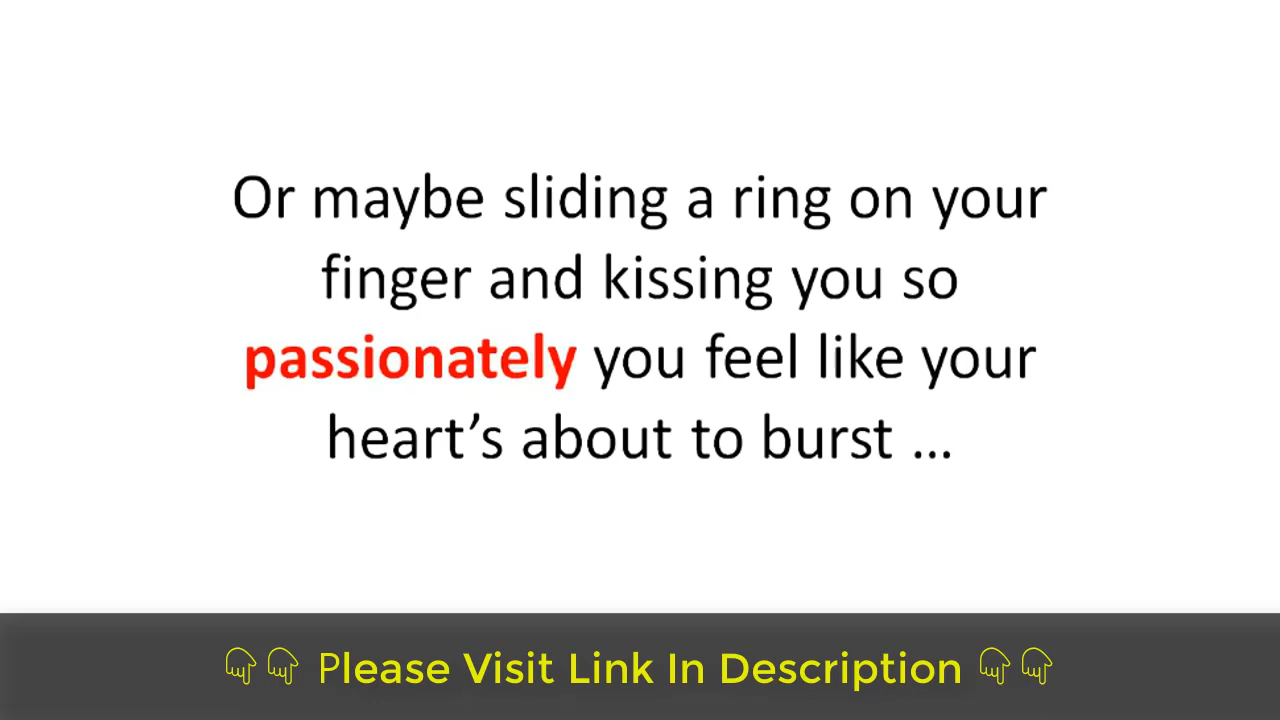 Or maybe sliding a ring on your
finger and kissing you so
passionately you feel like your
heart’s about to burst ...
Please Visit Link In Description